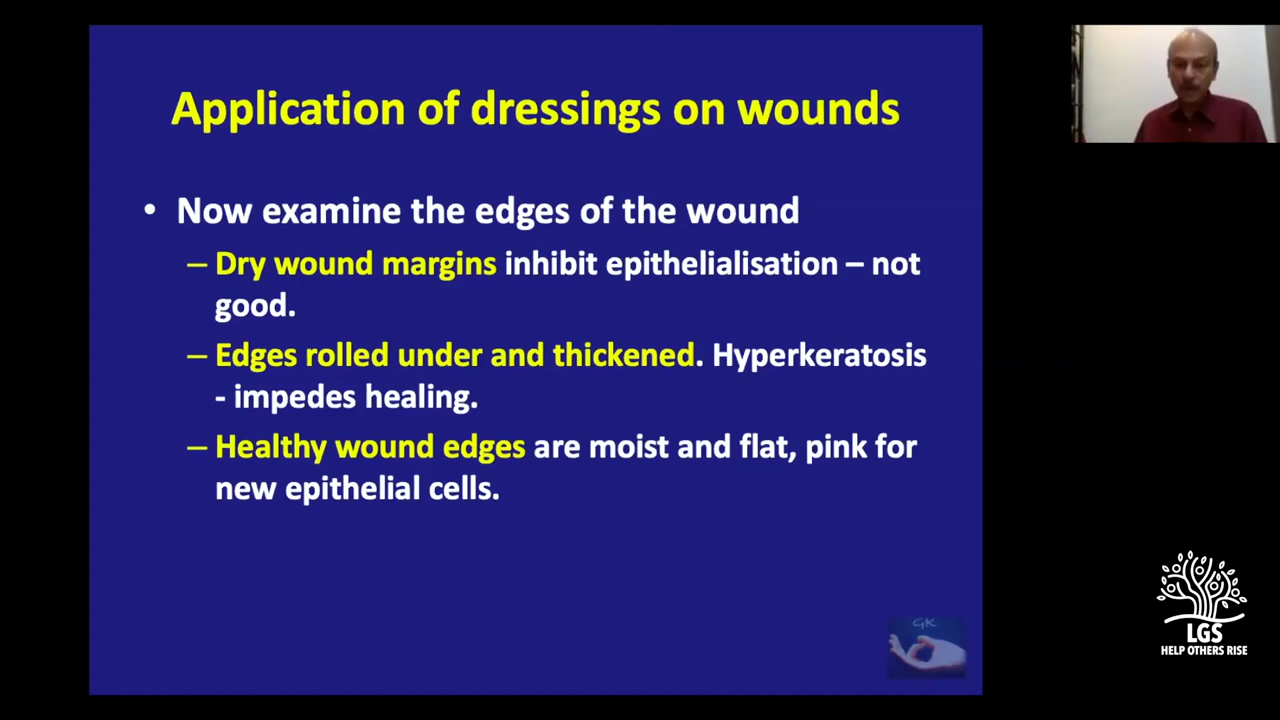 Application of dressings on wounds
• Now examine the edges of the wound
– Dry wound margins inhibit epithelialisation – not
good.
– Edges rolled under and thickened. Hyperkeratosis
- impedes healing.
– Healthy wound edges are moist and flat, pink for
new epithelial cells.
GK
LGS
HELP OTHERS RISE